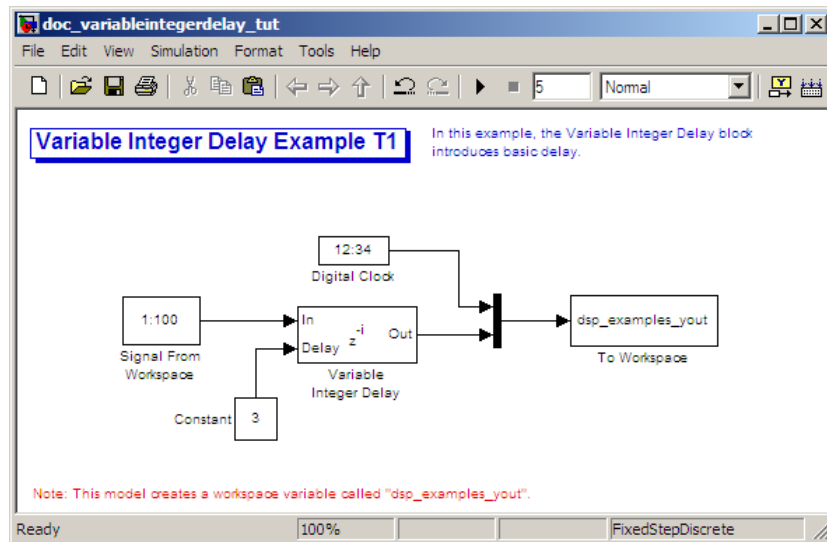 doc_variableintegerdelay_tut
File Edit View Simulation Format Tools Help
5 Normal
Variable Integer Delay Example T1
In this example, the Variable Integer Delay block
introduces basic delay.
12:34
Digital Clock
1:100
Signal From
Workspace
In
Delay
z
-i
Out
Variable
Integer Delay
dsp_examples_yout
To Workspace
Constant
3
Note: This model creates a workspace variable called "dsp_examples_yout".
Ready 100% FixedStepDiscrete